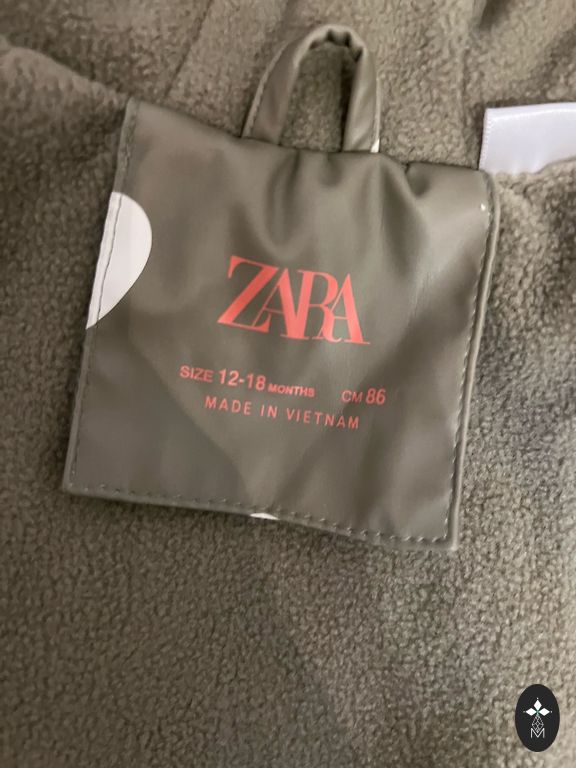 ZARA
SIZE 12-18 MONTHS CM 86
MADE IN VIETNAM
M